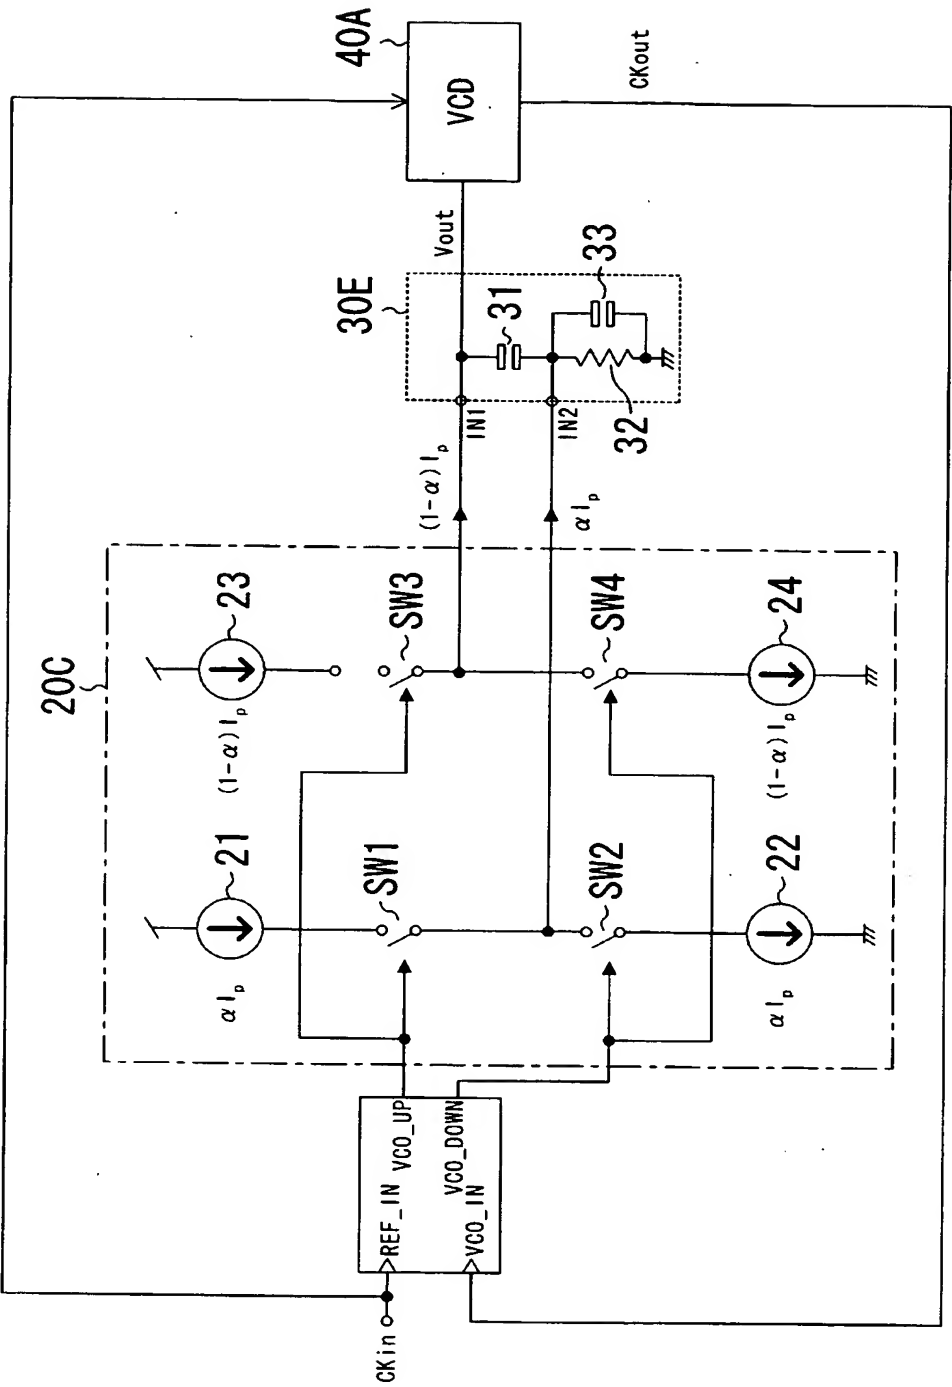 20C
21
αIp
23
(1-α)Ip
SW1
SW3
SW2
SW4
22
αIp
24
(1-α)Ip
CKin
REF_IN
VCO_UP
VCO_DOWN
VCO_IN
(1-α)Ip
αIp
IN1
IN2
30E
31
32
33
Vout
40A
VCD
CKout